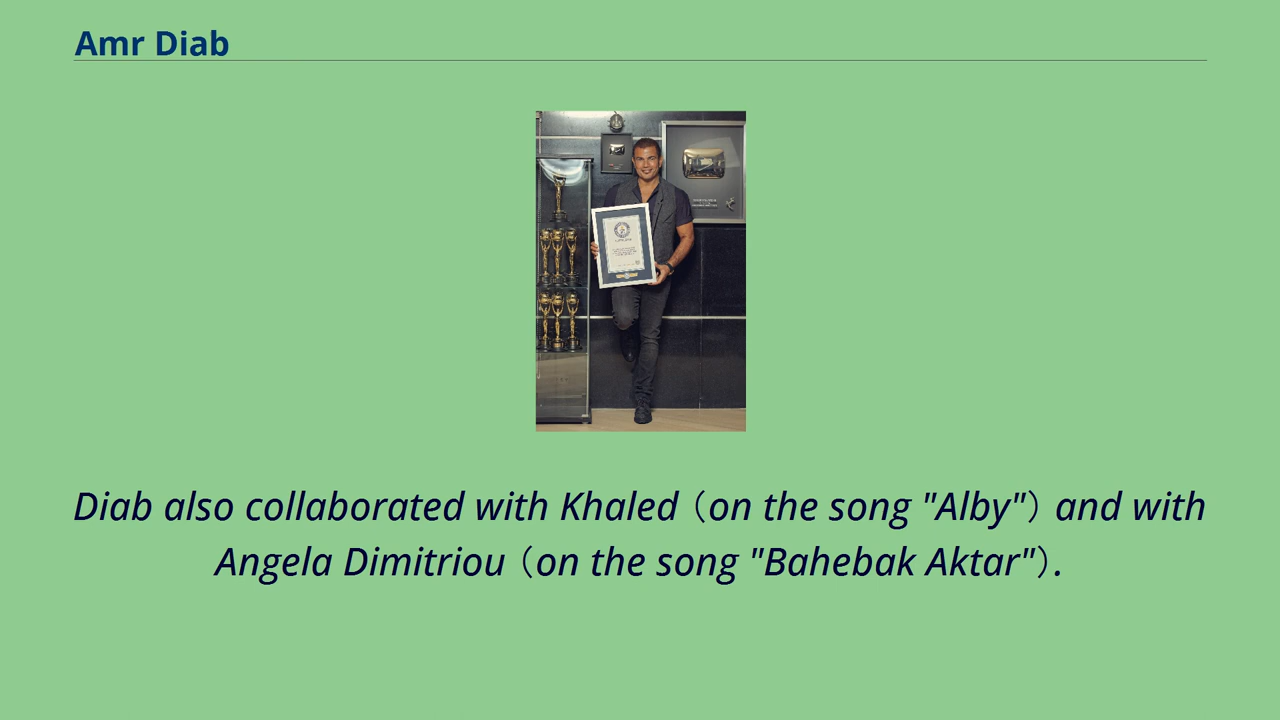 Amr Diab
Diab also collaborated with Khaled (on the song "Alby") and with
Angela Dimitriou (on the song "Bahebak Aktar").